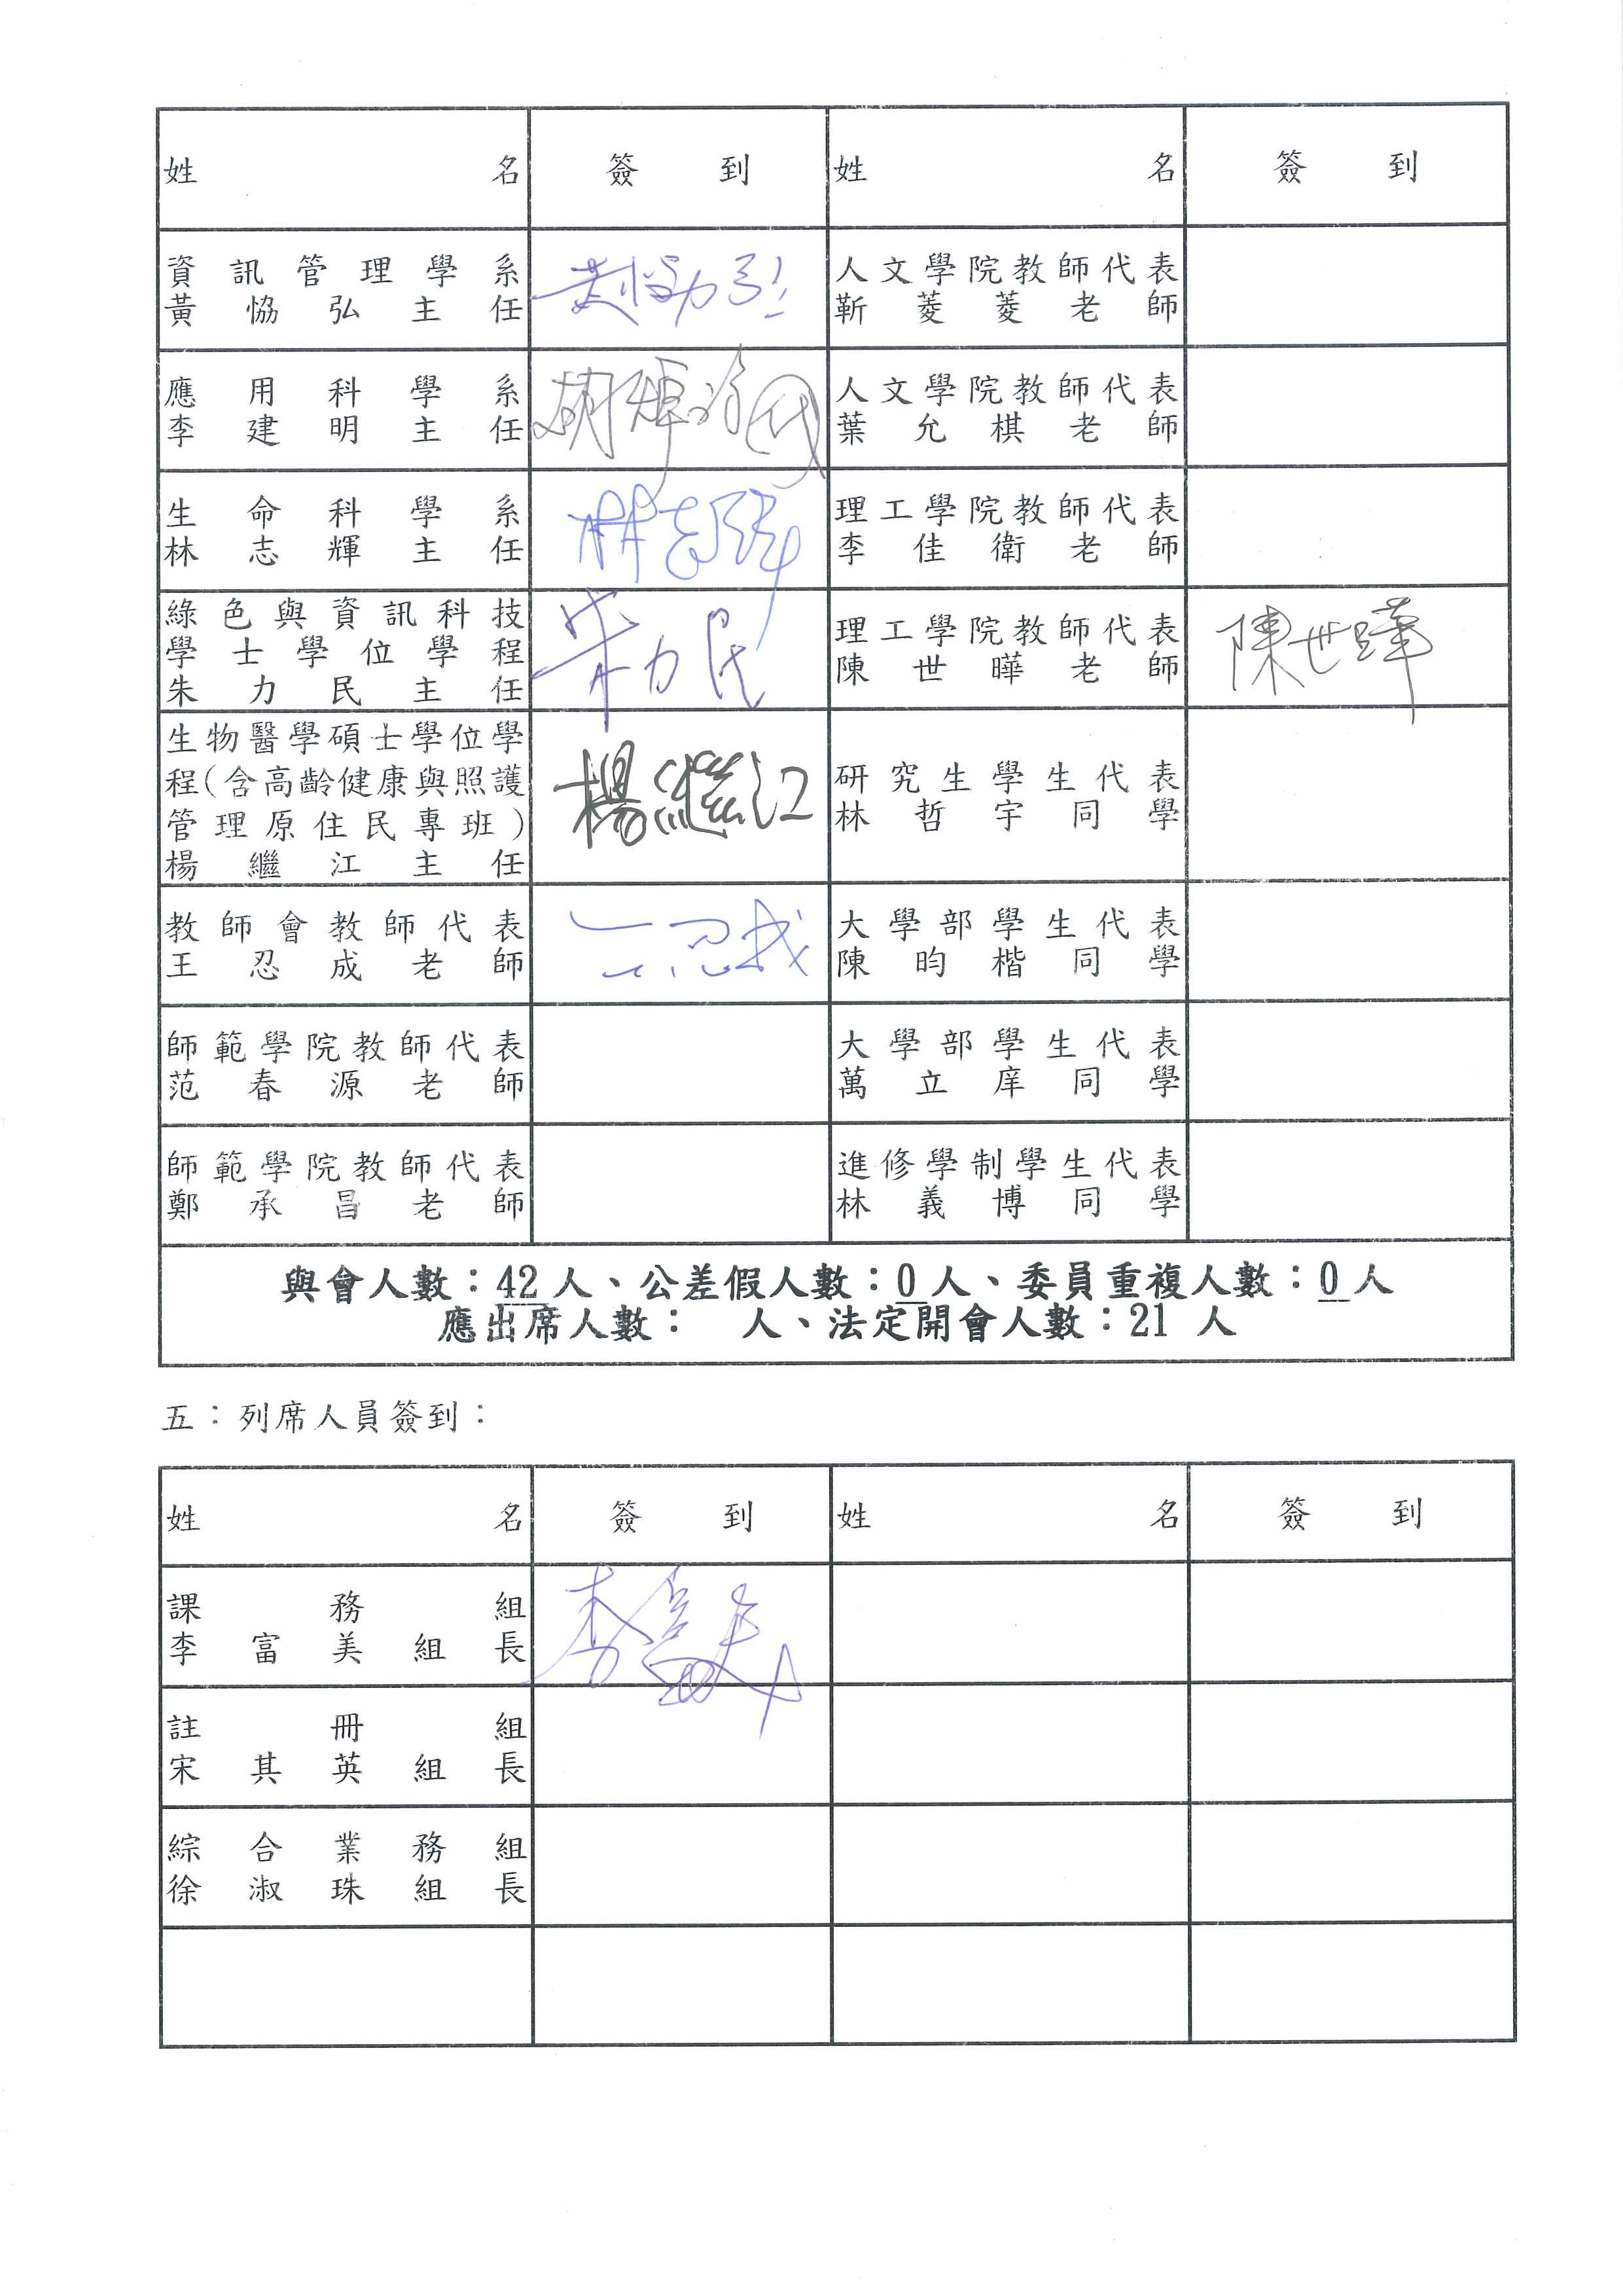 姓名 簽到 姓名 簽到
資訊管理學系
黃恊弘主任
黃恊弘
人文學院教師代表
靳菱菱老師
應用科學系
李建明主任
代
人文學院教師代表
葉允棋老師
生命科學系
林志輝主任
林志輝
理工學院教師代表
李佳衛老師
綠色與資訊科技
學士學位學程
朱力民主任
朱力民
理工學院教師代表
陳世曄老師
陳世曄
生物醫學碩士學位學
程(含高齡健康與照護
管理原住民專班)
楊繼江主任
楊繼江
研究生學生代表
林哲宇同學
教師會教師代表
王忍成老師
王忍成
大學部學生代表
陳昀楷同學
師範學院教師代表
范春源老師
大學部學生代表
萬立庠同學
師範學院教師代表
鄭承昌老師
進修學制學生代表
林義博同學
與會人數：42人、公差假人數：0人、委員重複人數：0人
應出席人數： 人、法定開會人數：21 人
五：列席人員簽到：
姓名 簽到 姓名 簽到
課務組
李富美組長
李富美
註冊組
宋其英組長
綜合業務組
徐淑珠組長